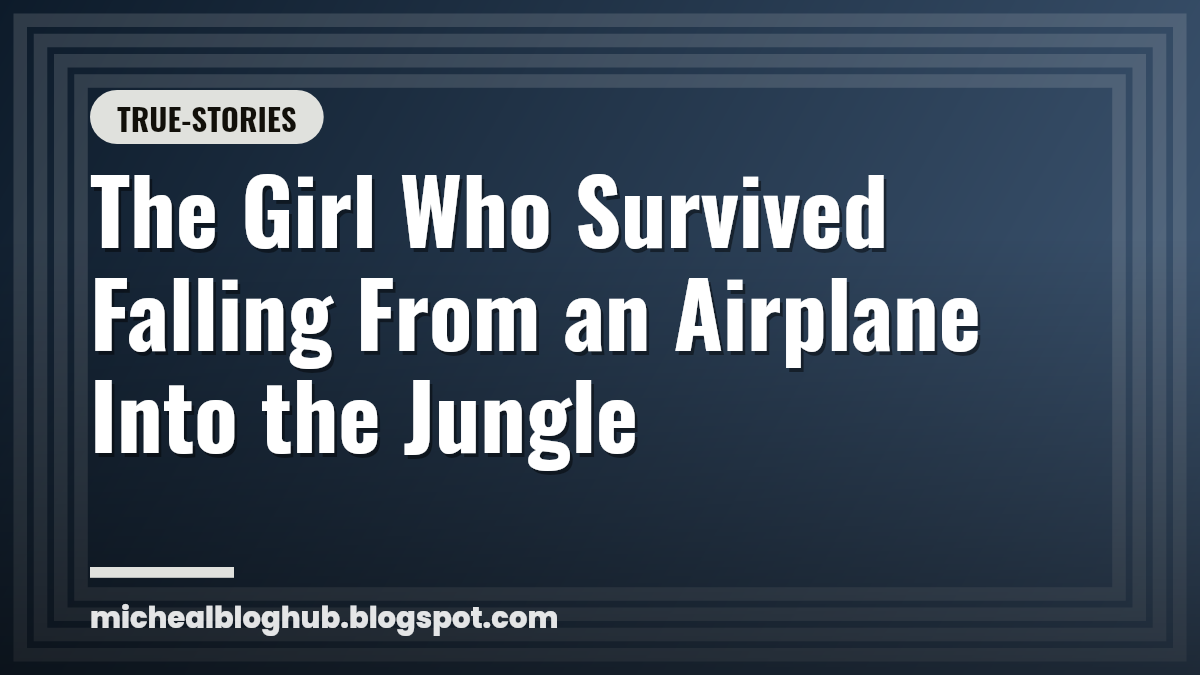 TRUE-STORIES
The Girl Who Survived
Falling From an Airplane
Into the Jungle
michealbloghub.blogspot.com